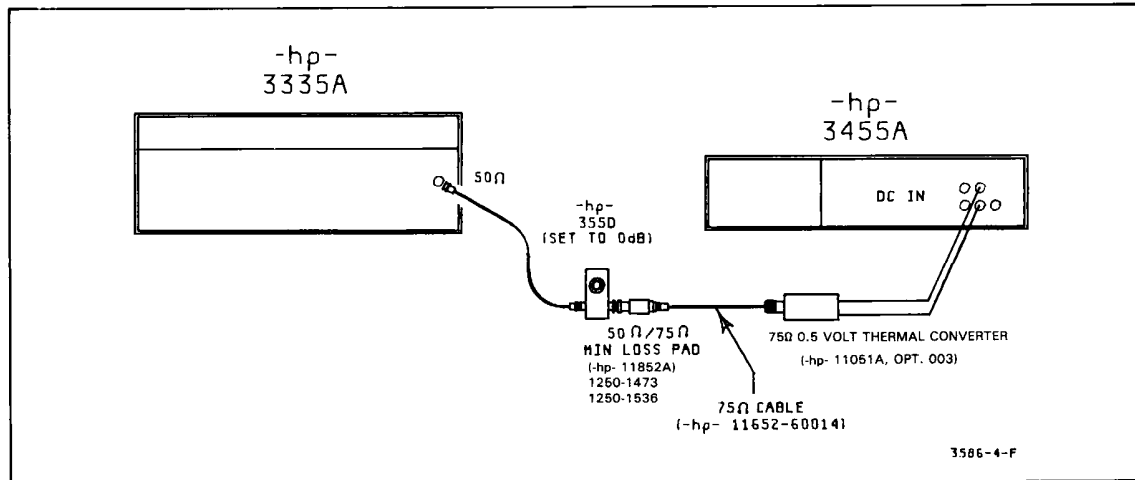 -hp-
3335A
50Ω
-hp-
355D
(SET TO 0dB)
-hp-
3455A
DC IN
50 Ω/75Ω
MIN LOSS PAD
(-hp- 11852A)
1250-1473
1250-1536
75Ω CABLE
(-hp- 11652-60014)
75Ω 0.5 VOLT THERMAL CONVERTER
(-hp- 11051A, OPT. 003)
3586-4-F